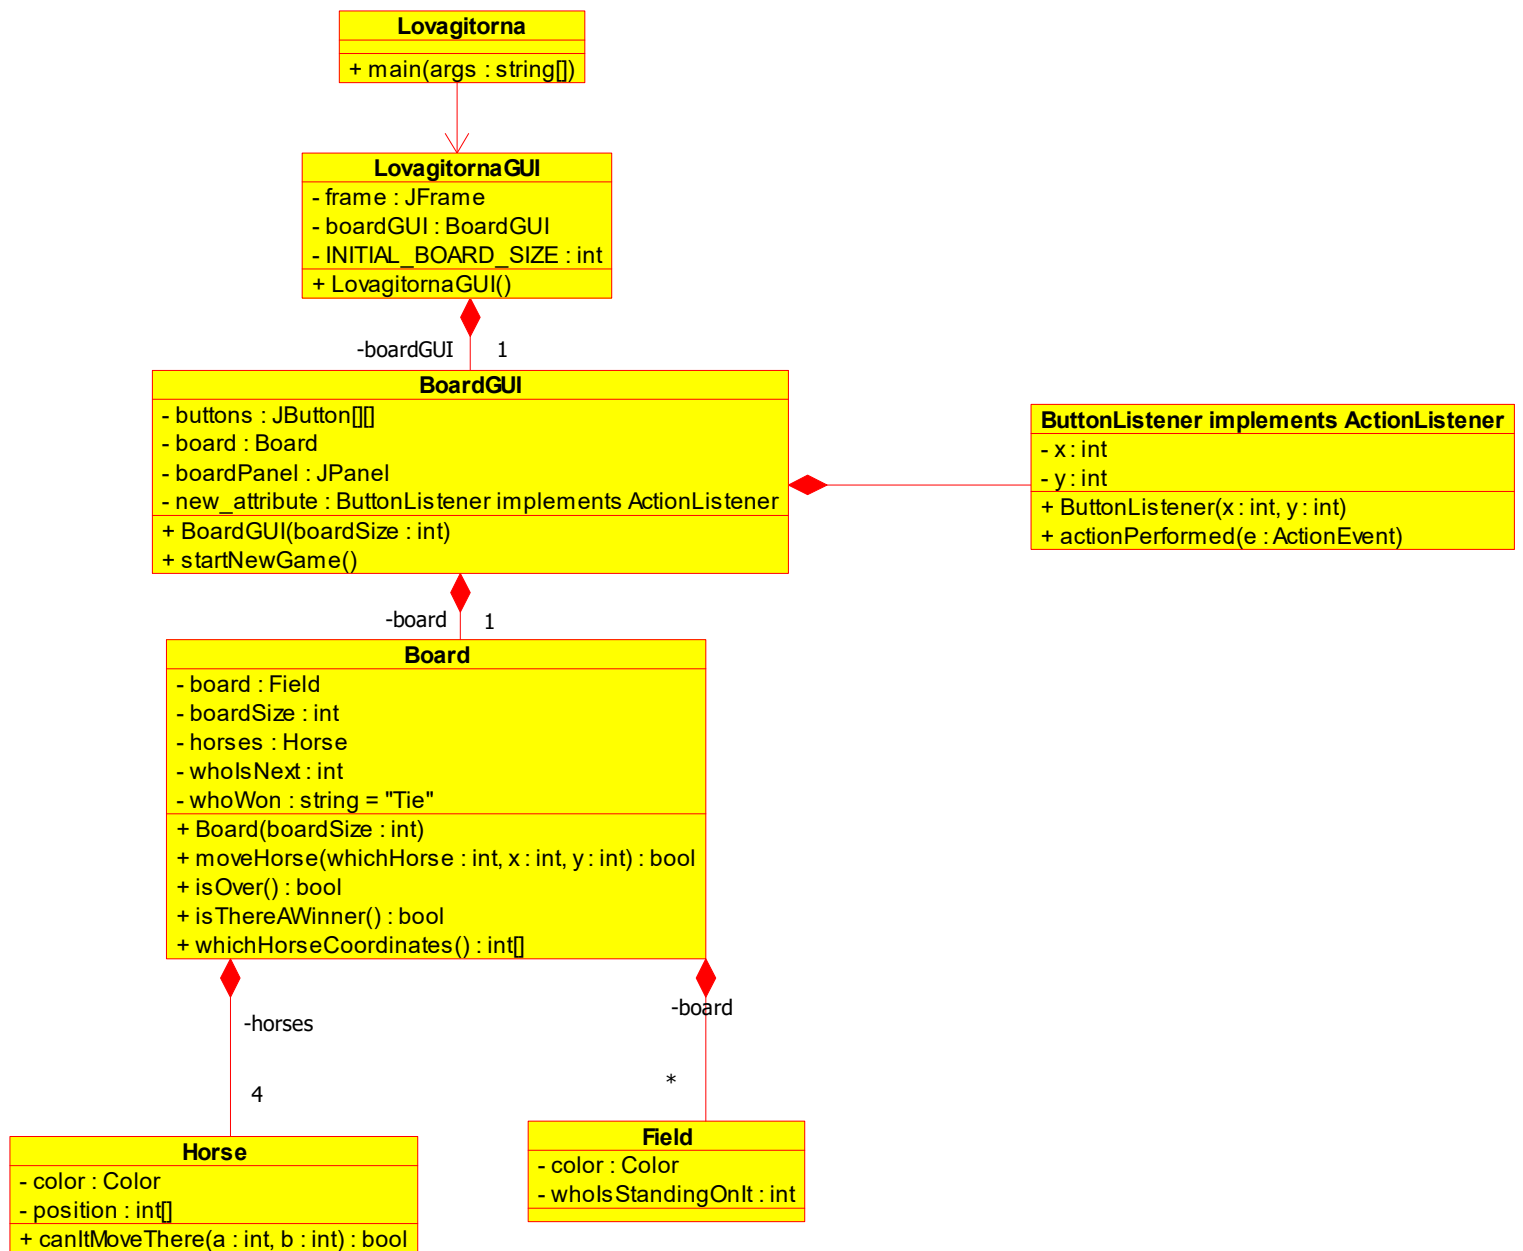 Lovagitorna
+ main(args : string[])
LovagitornaGUI
- frame : JFrame
- boardGUI : BoardGUI
- INITIAL_BOARD_SIZE : int
+ LovagitornaGUI()
-boardGUI 1
BoardGUI
- buttons : JButton[][]
- board : Board
- boardPanel : JPanel
- new_attribute : ButtonListener implements ActionListener
+ BoardGUI(boardSize : int)
+ startNewGame()
ButtonListener implements ActionListener
- x : int
- y : int
+ ButtonListener(x : int, y : int)
+ actionPerformed(e : ActionEvent)
-board 1
Board
- board : Field
- boardSize : int
- horses : Horse
- whoIsNext : int
- whoWon : string = "Tie"
+ Board(boardSize : int)
+ moveHorse(whichHorse : int, x : int, y : int) : bool
+ isOver() : bool
+ isThereAWinner() : bool
+ whichHorseCoordinates() : int[]
-horses
4
-board
*
Horse
- color : Color
- position : int[]
+ canItMoveThere(a : int, b : int) : bool
Field
- color : Color
- whoIsStandingOnIt : int